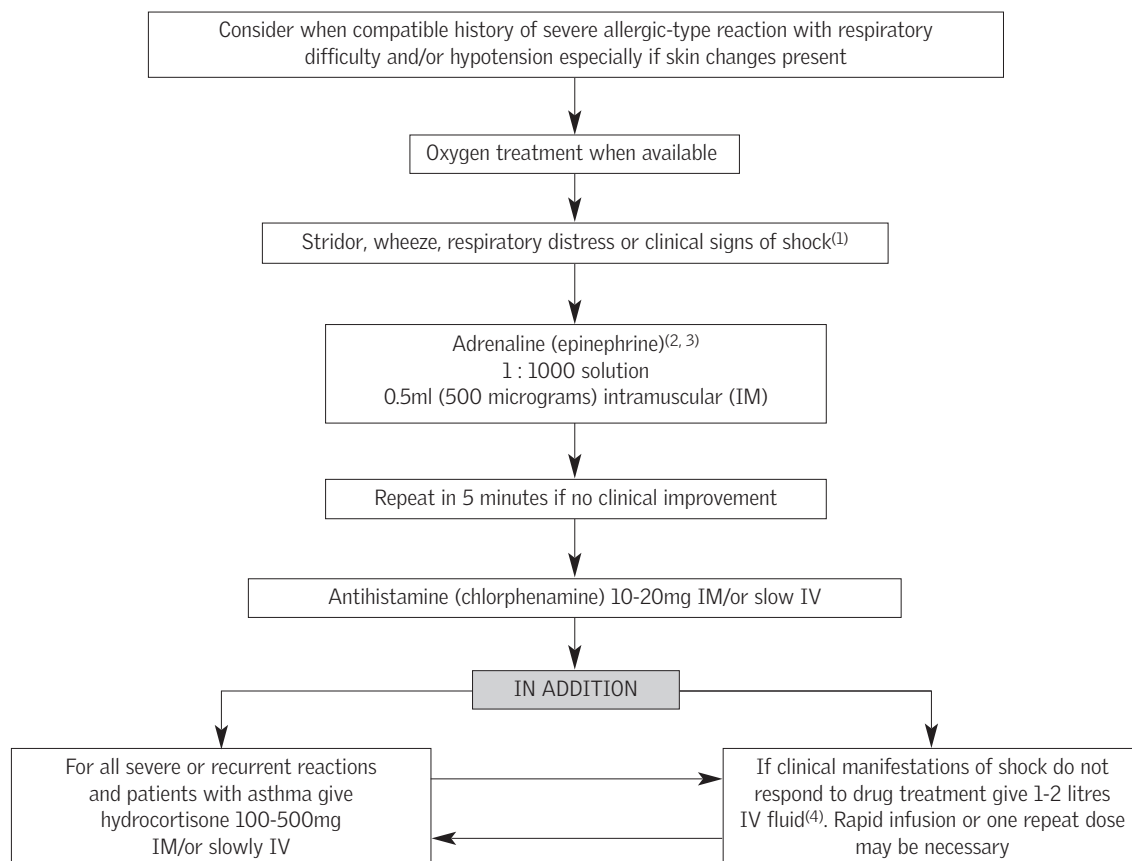 Consider when compatible history of severe allergic-type reaction with respiratory
difficulty and/or hypotension especially if skin changes present
Oxygen treatment when available
Stridor, wheeze, respiratory distress or clinical signs of shock(1)
Adrenaline (epinephrine)(2, 3)
1 : 1000 solution
0.5ml (500 micrograms) intramuscular (IM)
Repeat in 5 minutes if no clinical improvement
Antihistamine (chlorphenamine) 10-20mg IM/or slow IV
IN ADDITION
For all severe or recurrent reactions
and patients with asthma give
hydrocortisone 100-500mg
IM/or slowly IV
If clinical manifestations of shock do not
respond to drug treatment give 1-2 litres
IV fluid(4). Rapid infusion or one repeat dose
may be necessary